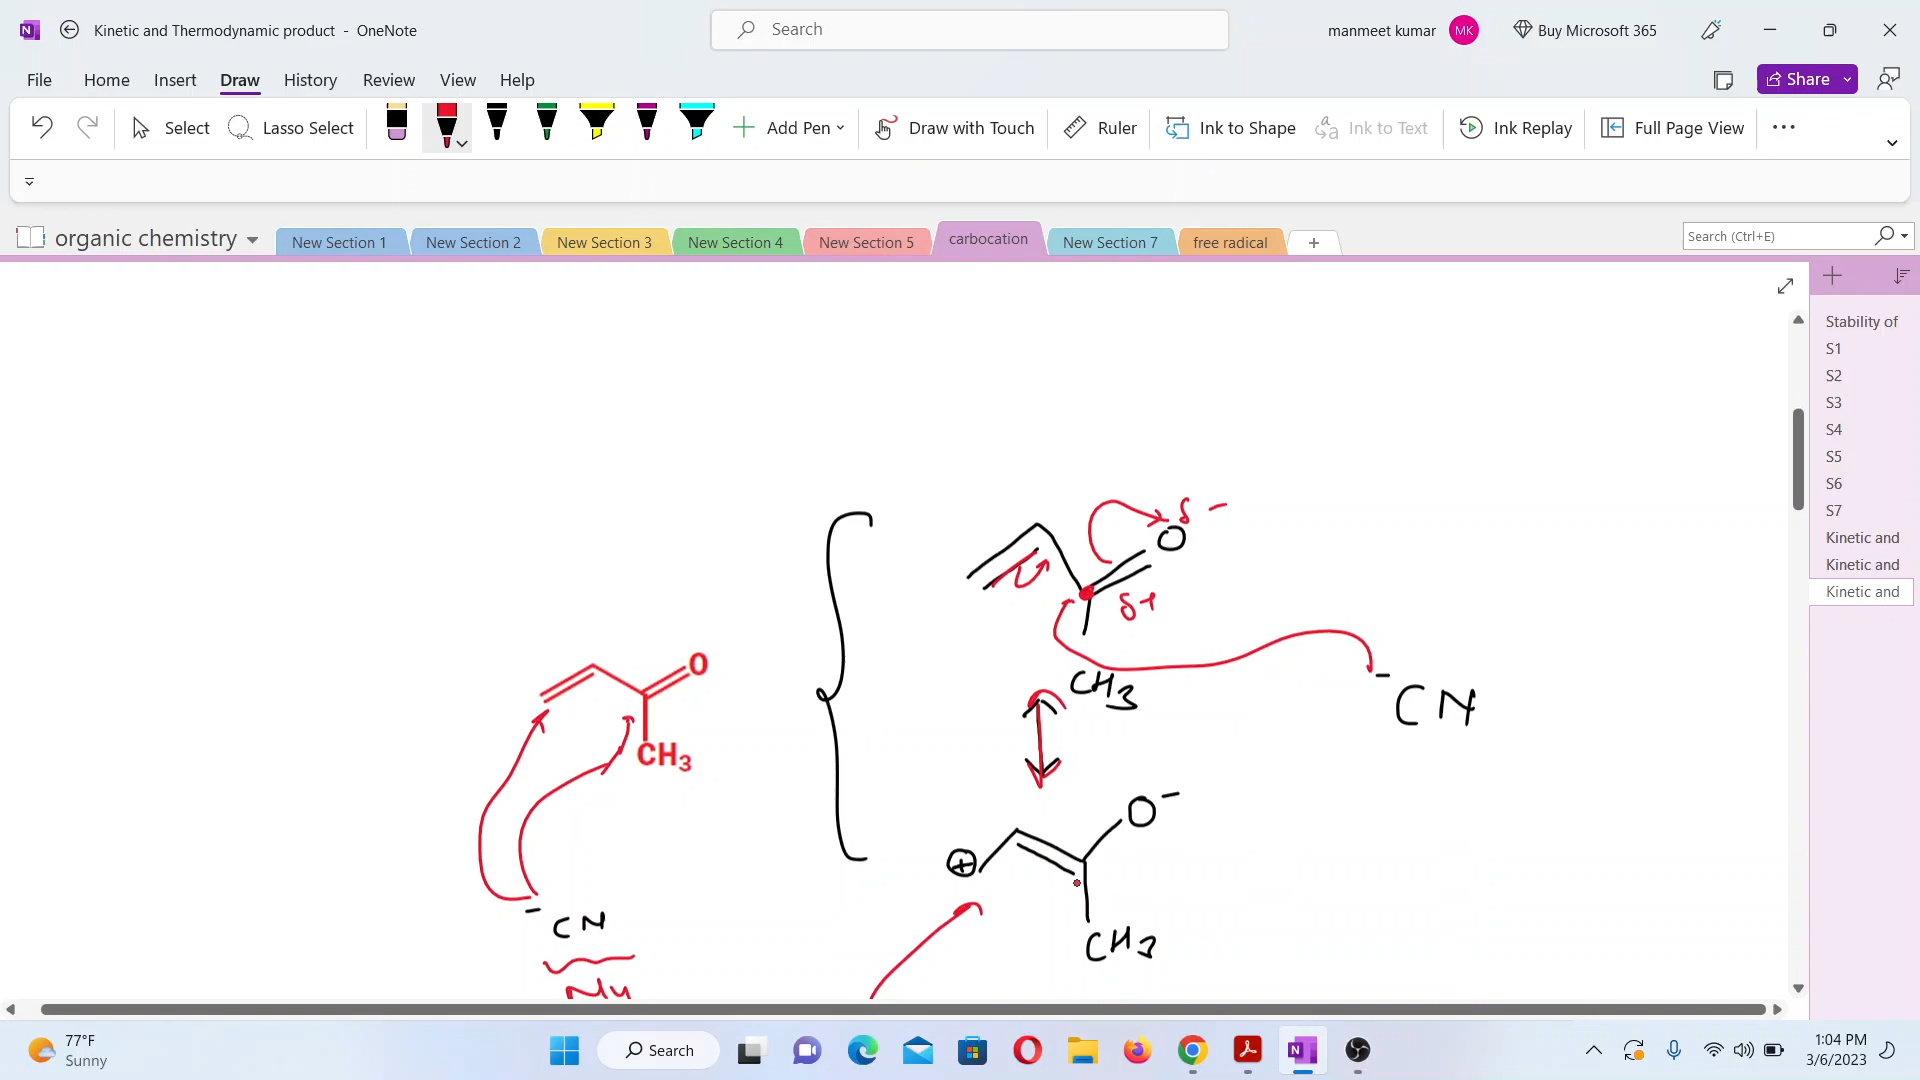 Kinetic and Thermodynamic product - OneNote
Search
manmeet kumar
MK
Buy Microsoft 365
File Home Insert Draw History Review View Help
Share
Select
Lasso Select
Add Pen
Draw with Touch
Ruler
Ink to Shape
Ink to Text
Ink Replay
Full Page View
organic chemistry
New Section 1
New Section 2
New Section 3
New Section 4
New Section 5
carbocation
New Section 7
free radical
Search (Ctrl+E)
Stability of
S1
S2
S3
S4
S5
S6
S7
Kinetic and
Kinetic and
Kinetic and
δ -
O
δ+
CH3
- CN
O
CH₃
O-
+
CH3
- CN
Nu
77°F
Sunny
Search
1:04 PM
3/6/2023